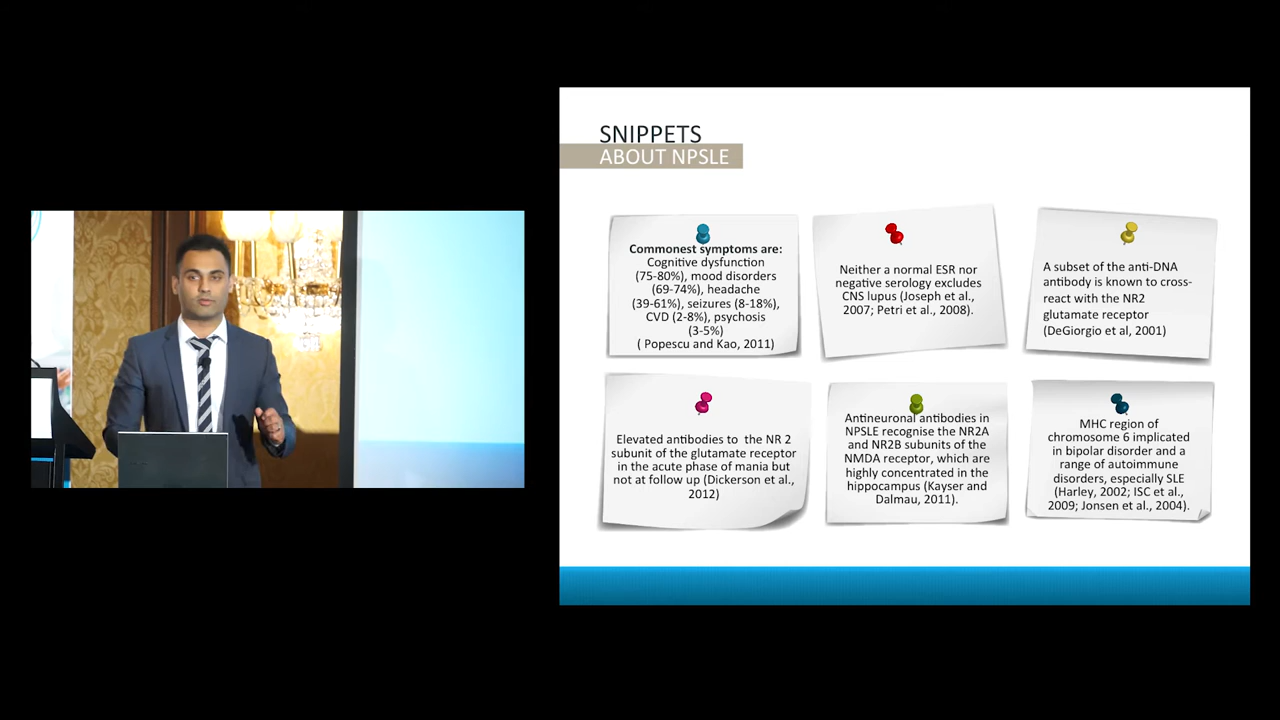 SNIPPETS
ABOUT NPSLE
Commonest symptoms are:
Cognitive dysfunction
(75-80%), mood disorders
(69-74%), headache
(39-61%), seizures (8-18%),
CVD (2-8%), psychosis
(3-5%)
( Popescu and Kao, 2011)
Neither a normal ESR nor
negative serology excludes
CNS lupus (Joseph et al.,
2007; Petri et al., 2008).
A subset of the anti-DNA
antibody is known to cross-
react with the NR2
glutamate receptor
(DeGiorgio et al, 2001)
Elevated antibodies to  the NR 2
subunit of the glutamate receptor
in the acute phase of mania but
not at follow up (Dickerson et al.,
2012)
Antineuronal antibodies in
NPSLE recognise the NR2A
and NR2B subunits of the
NMDA receptor, which are
highly concentrated in the
hippocampus (Kayser and
Dalmau, 2011).
MHC region of
chromosome 6 implicated
in bipolar disorder and a
range of autoimmune
disorders, especially SLE
(Harley, 2002; ISC et al.,
2009; Jonsen et al., 2004).